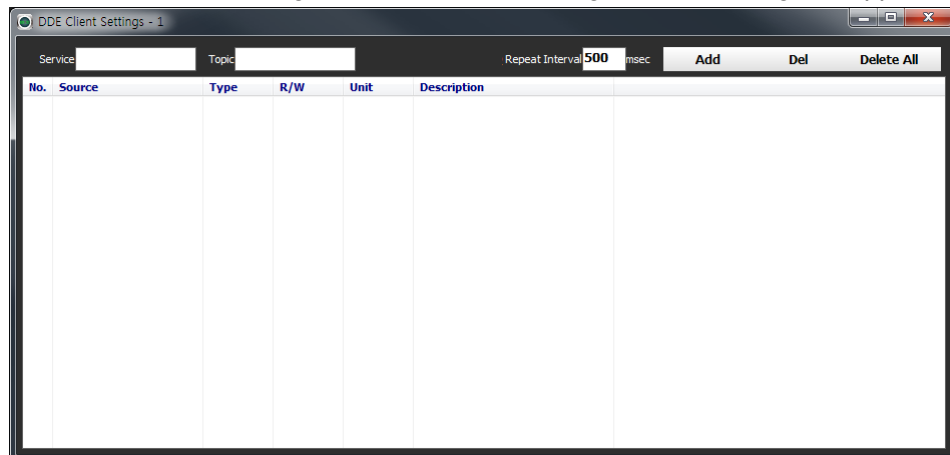 DDE Client Settings - 1
Service Topic Repeat Interval 500 msec Add Del Delete All
No. Source Type R/W Unit Description